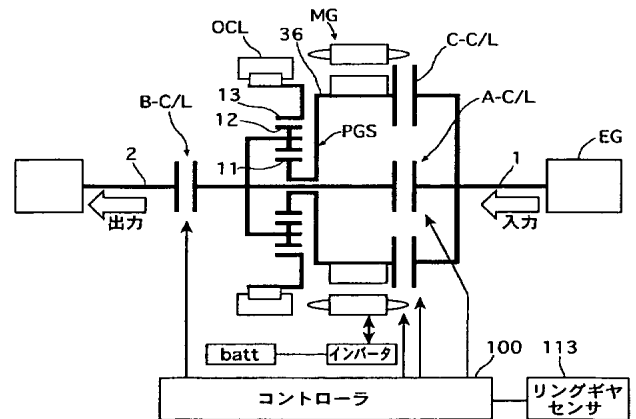 MG
OCL
36
C-C/L
13
B-C/L
12
A-C/L
PGS
11
EG
2
1
出力
入力
batt
インバータ
100
113
コントローラ
リングギヤ
センサ